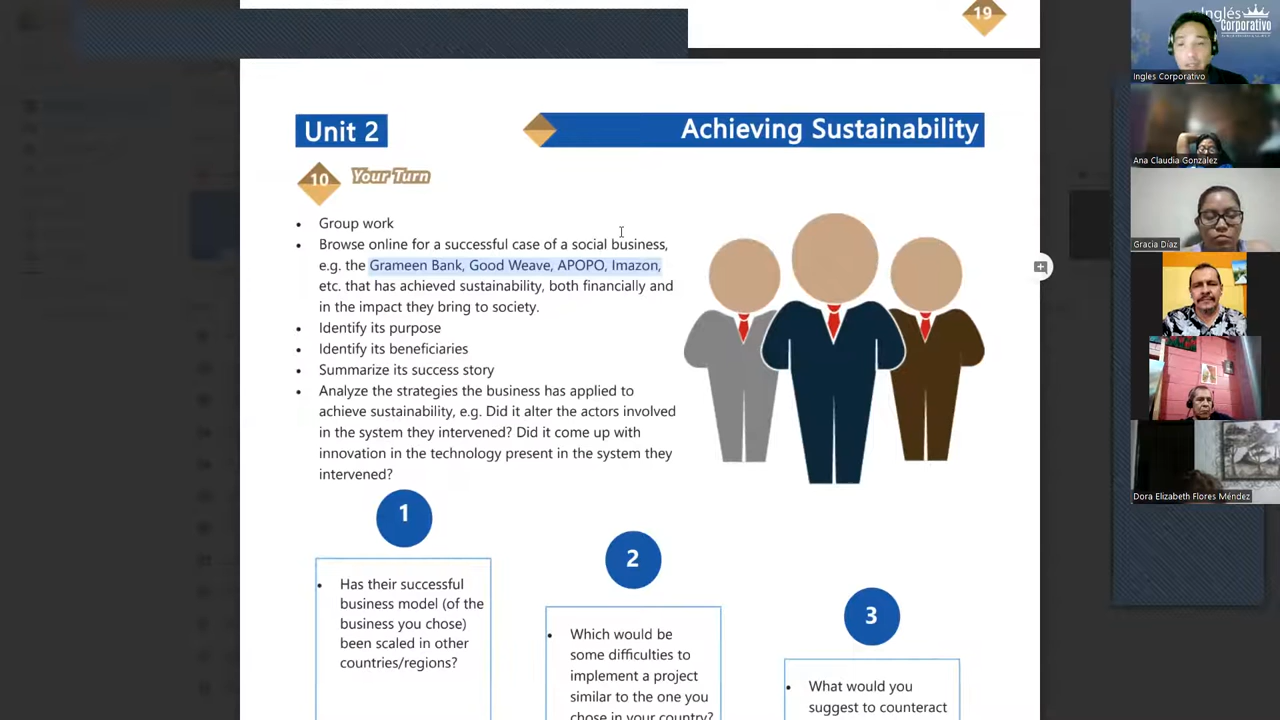 19
Unit 2
Achieving Sustainability
10
Your Turn
• Group work
• Browse online for a successful case of a social business,
e.g. the Grameen Bank, Good Weave, APOPO, Imazon,
etc. that has achieved sustainability, both financially and
in the impact they bring to society.
• Identify its purpose
• Identify its beneficiaries
• Summarize its success story
• Analyze the strategies the business has applied to
achieve sustainability, e.g. Did it alter the actors involved
in the system they intervened? Did it come up with
innovation in the technology present in the system they
intervened?
1
• Has their successful
business model (of the
business you chose)
been scaled in other
countries/regions?
2
• Which would be
some difficulties to
implement a project
similar to the one you
chose in your country?
3
• What would you
suggest to counteract
Inglés
Corporativo
Ingles Corporativo
Ana Claudia Gonzalez
Gracia Díaz
Dora Elizabeth Flores Méndez